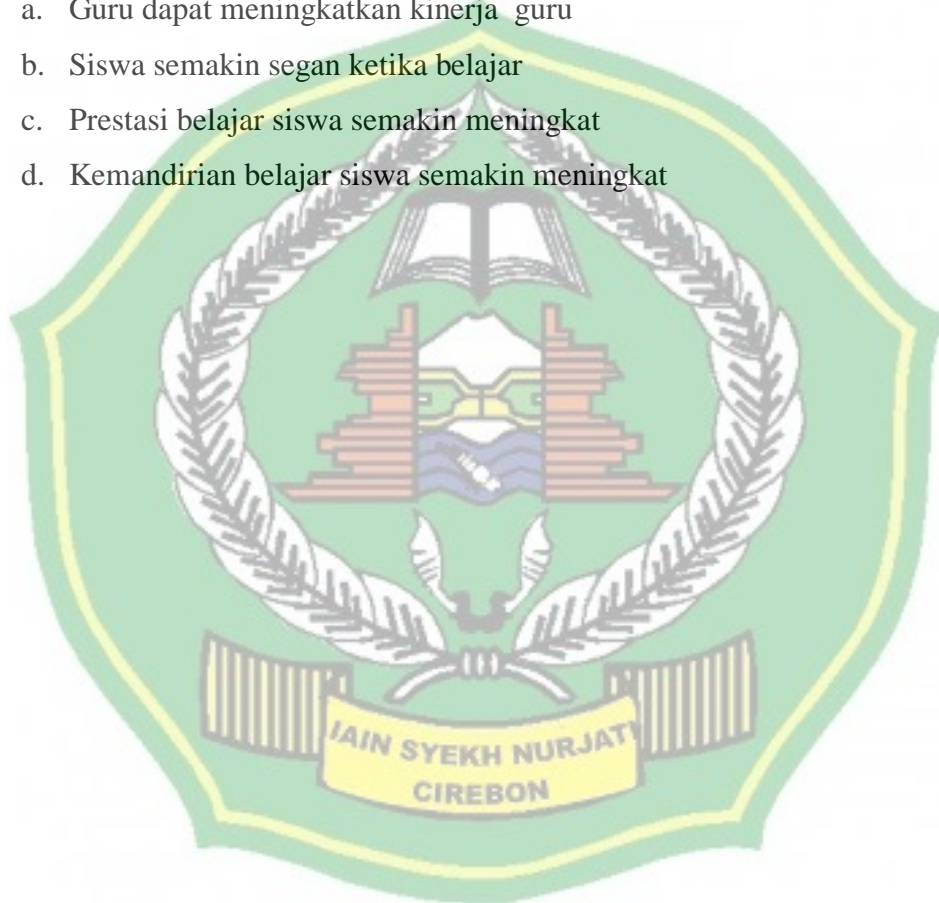 a. Guru dapat meningkatkan kinerja guru
b. Siswa semakin segan ketika belajar
c. Prestasi belajar siswa semakin meningkat
d. Kemandirian belajar siswa semakin meningkat
IAIN SYEKH NURJATI
CIREBON